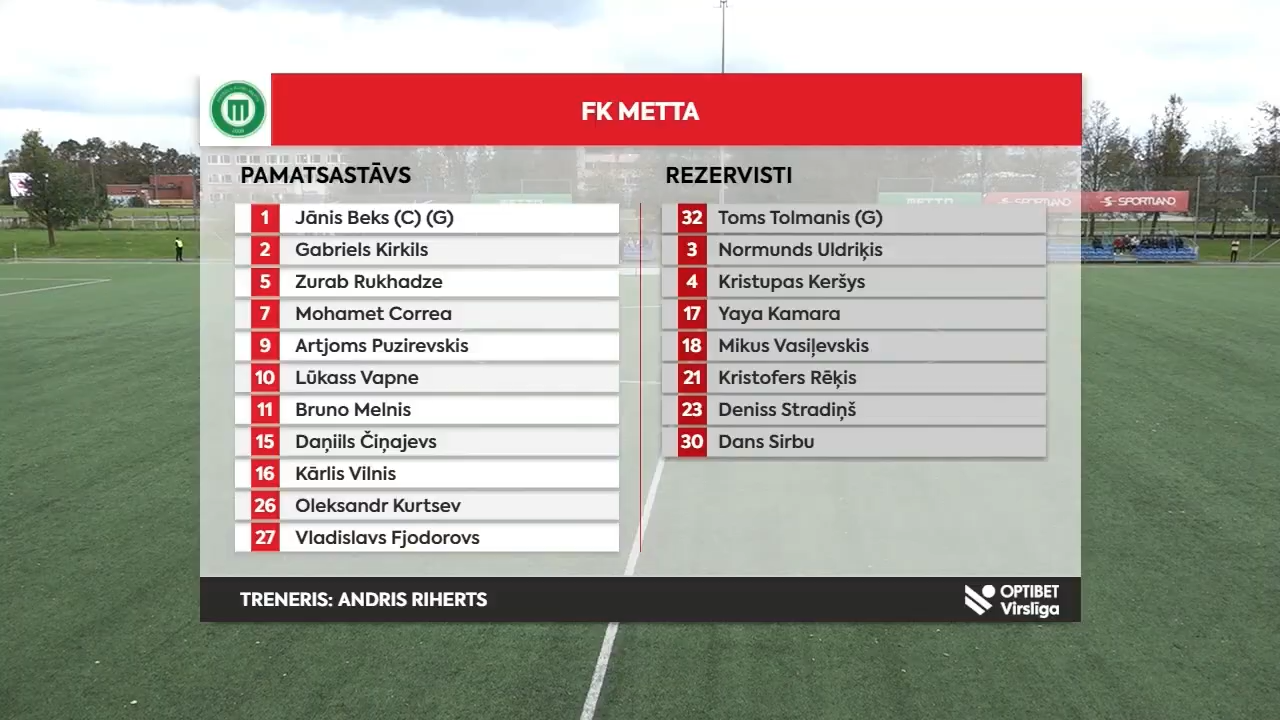 FK METTA
PAMATSASTĀVS
1 Jānis Beks (C) (G)
2 Gabriels Kirkils
5 Zurab Rukhadze
7 Mohamet Correa
9 Artjoms Puzirevskis
10 Lūkass Vapne
11 Bruno Melnis
15 Daņiils Čiņajevs
16 Kārlis Vilnis
26 Oleksandr Kurtsev
27 Vladislavs Fjodorovs
REZERVISTI
32 Toms Tolmanis (G)
3 Normunds Uldriķis
4 Kristupas Keršys
17 Yaya Kamara
18 Mikus Vasiļevskis
21 Kristofers Rēķis
23 Deniss Stradiņš
30 Dans Sirbu
SPORTLAND
TRENERIS: ANDRIS RIHERTS
OPTIBET
Virslīga